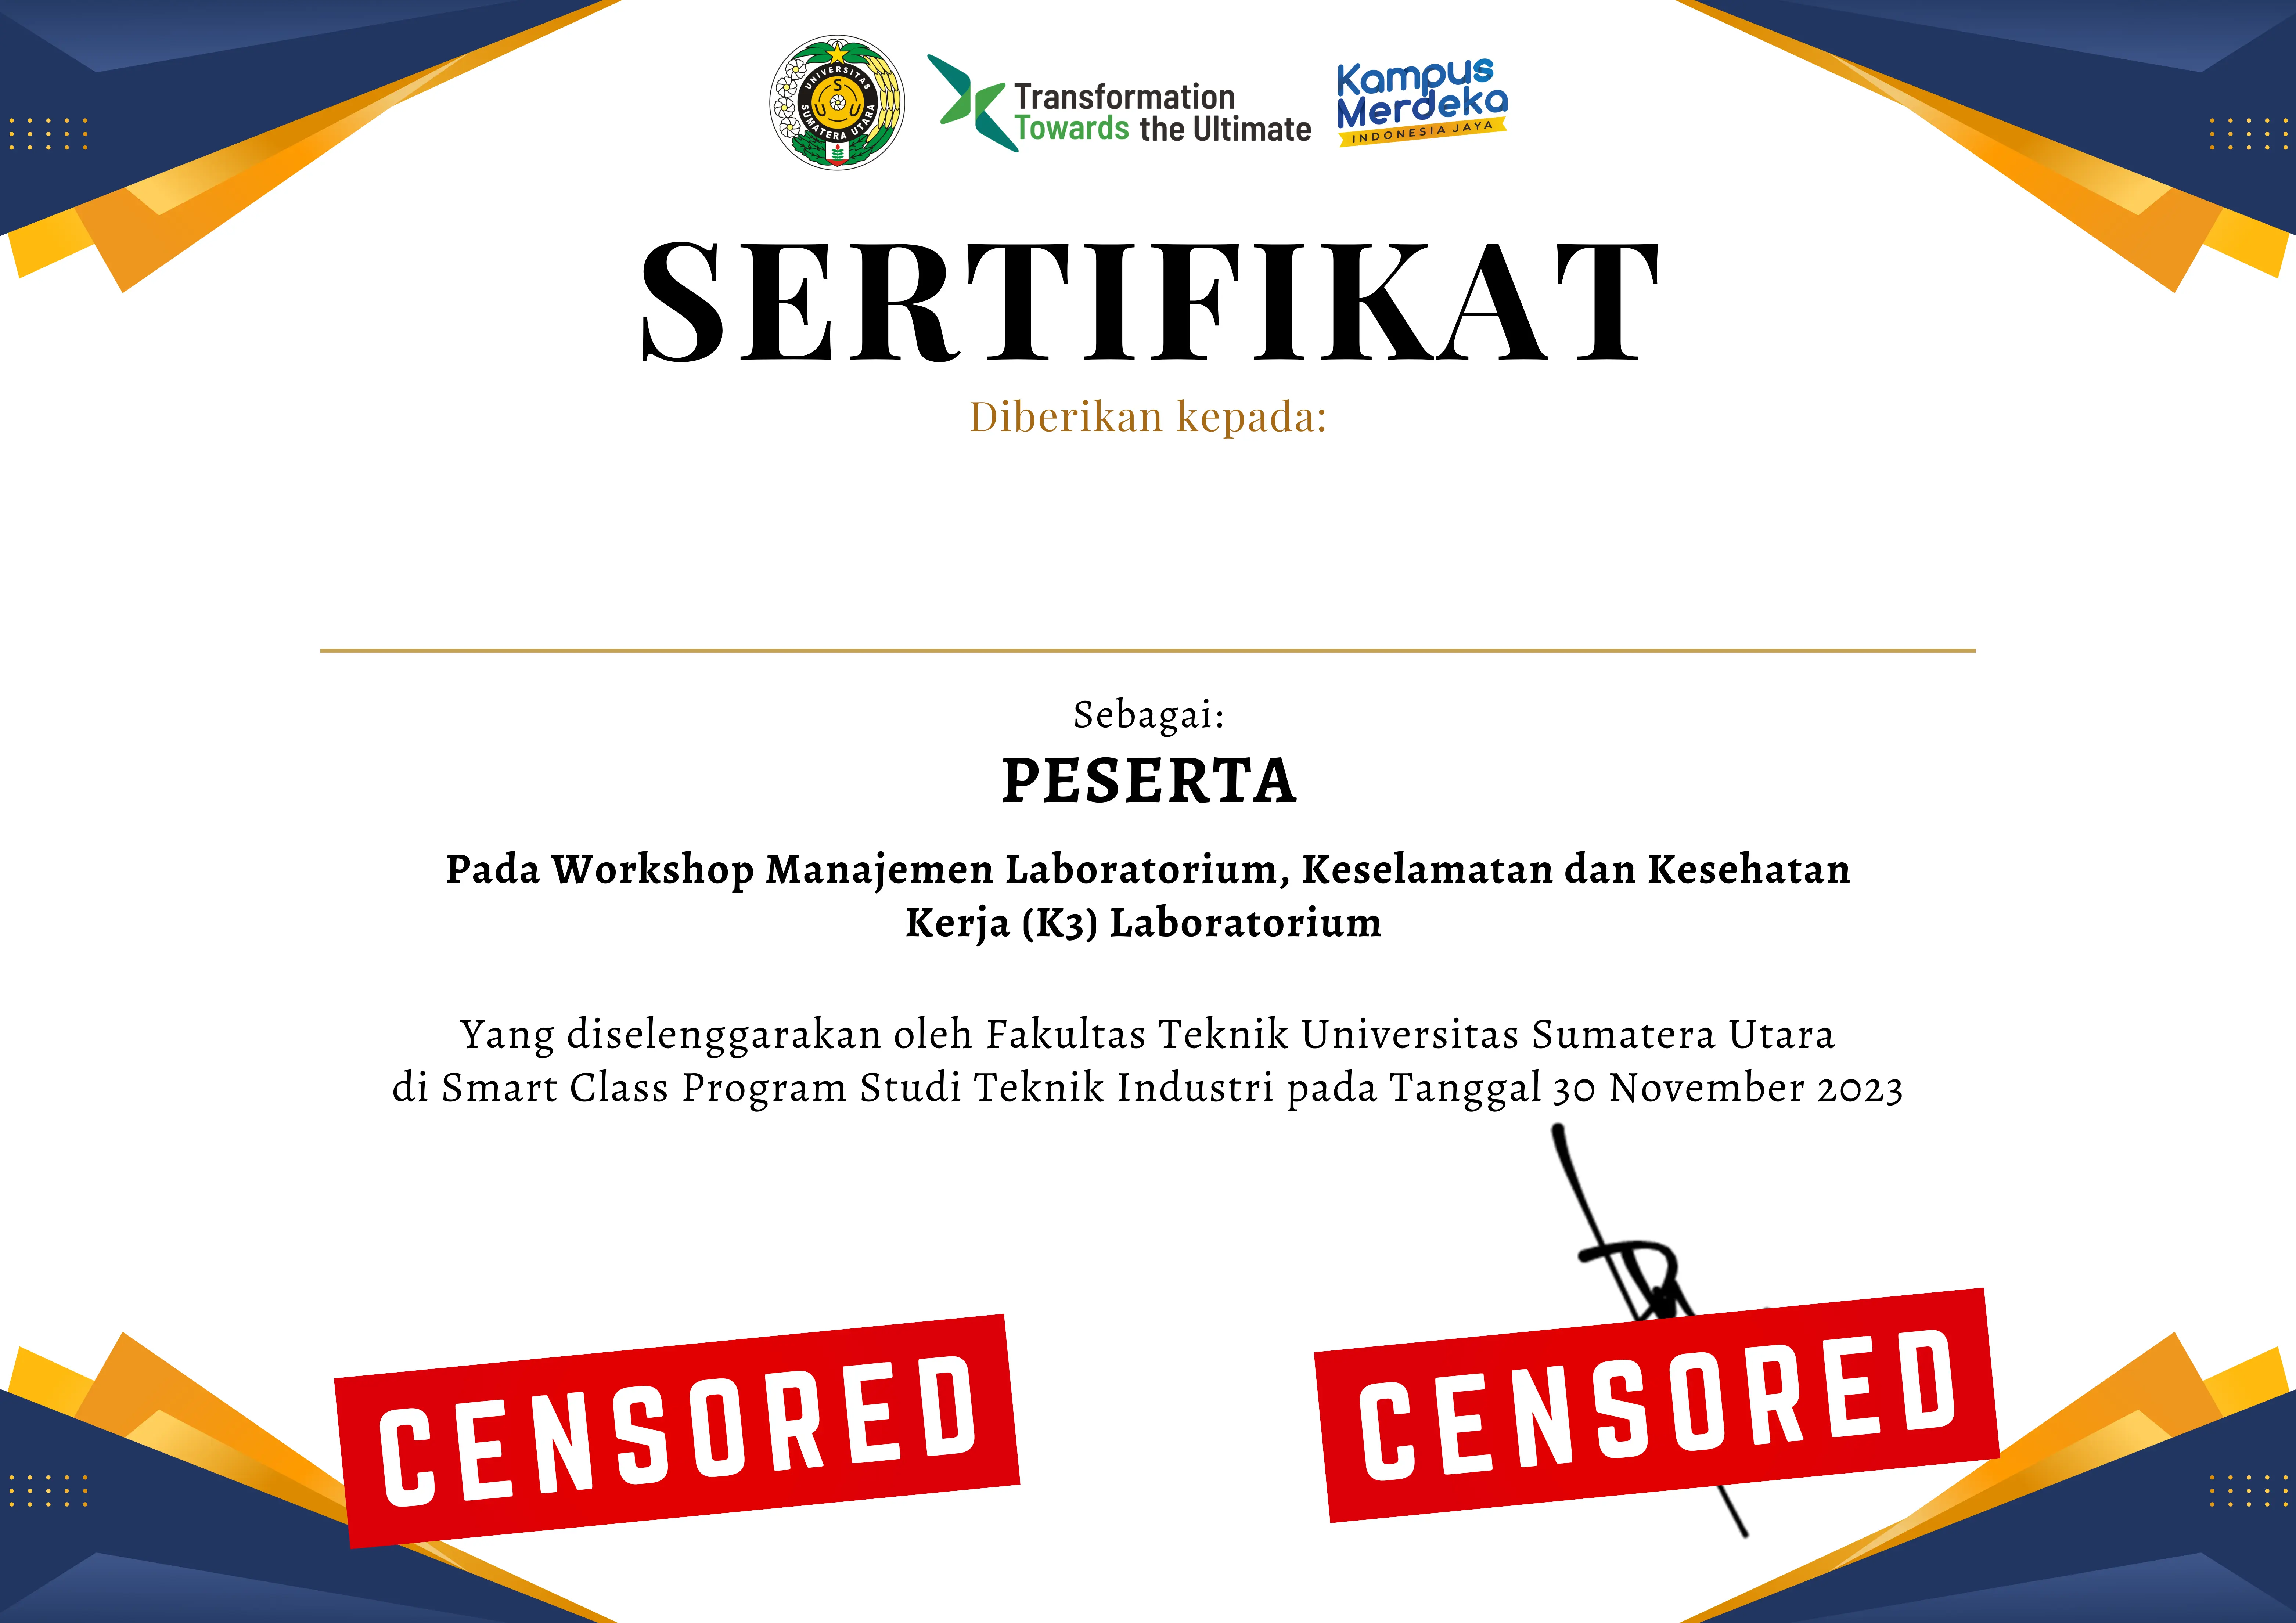 UNIVERSITAS
SUMATERA UTARA
S
U U
Transformation
Towards the Ultimate
Kampus
Merdeka
INDONESIA JAYA
SERTIFIKAT
Diberikan kepada:
Sebagai:
PESERTA
Pada Workshop Manajemen Laboratorium, Keselamatan dan Kesehatan
Kerja (K3) Laboratorium
Yang diselenggarakan oleh Fakultas Teknik Universitas Sumatera Utara
di Smart Class Program Studi Teknik Industri pada Tanggal 30 November 2023
CENSORED
CENSORED